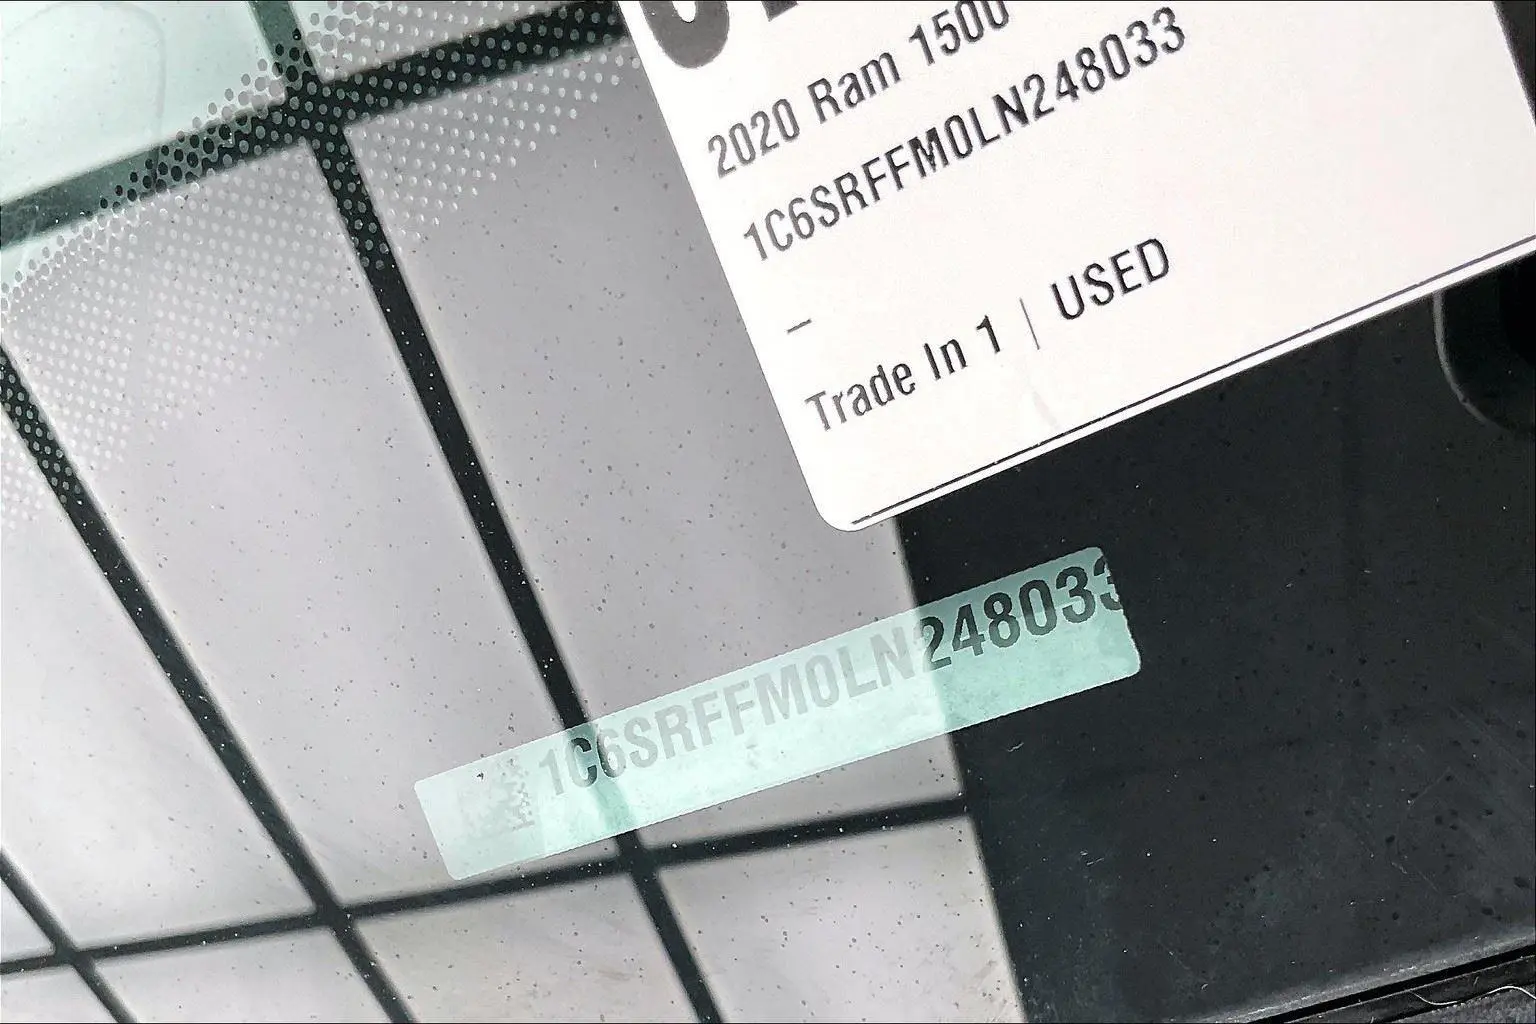 2020 Ram 1500
1C6SRFFM0LN248033
–
Trade In 1 | USED
1C6SRFFM0LN248033